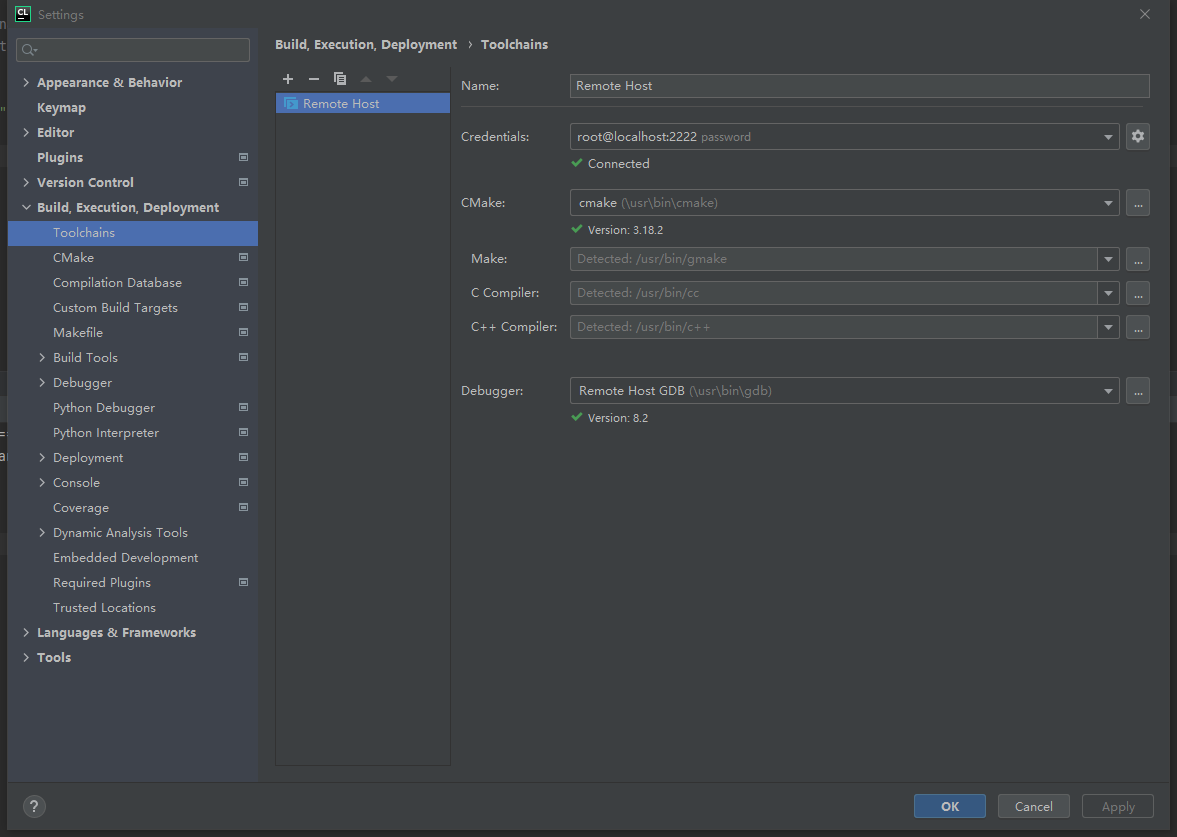 CL Settings
Build, Execution, Deployment › Toolchains
Appearance & Behavior
Keymap
Editor
Plugins
Version Control
Build, Execution, Deployment
Toolchains
CMake
Compilation Database
Custom Build Targets
Makefile
Build Tools
Debugger
Python Debugger
Python Interpreter
Deployment
Console
Coverage
Dynamic Analysis Tools
Embedded Development
Required Plugins
Trusted Locations
Languages & Frameworks
Tools
Remote Host
Name: Remote Host
Credentials: root@localhost:2222 password
Connected
CMake: cmake (\usr\bin\cmake) ...
Version: 3.18.2
Make: Detected: /usr/bin/gmake ...
C Compiler: Detected: /usr/bin/cc ...
C++ Compiler: Detected: /usr/bin/c++ ...
Debugger: Remote Host GDB (\usr\bin\gdb) ...
Version: 8.2
? OK Cancel Apply